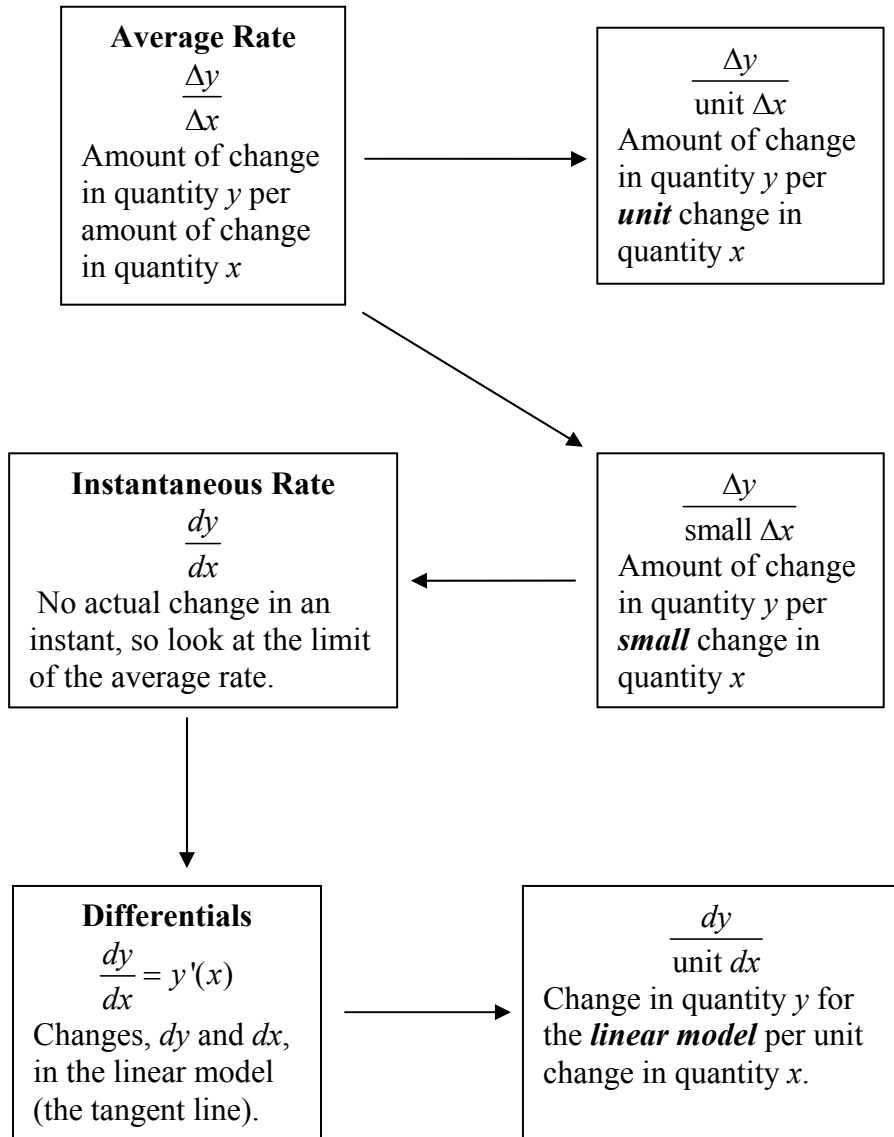 Average Rate
Δy
Δx
Amount of change
in quantity y per
amount of change
in quantity x
Δy
unit Δx
Amount of change
in quantity y per
unit change in
quantity x
Instantaneous Rate
dy
dx
No actual change in an
instant, so look at the limit
of the average rate.
Δy
small Δx
Amount of change
in quantity y per
small change in
quantity x
Differentials
dy
dx = y'(x)
Changes, dy and dx,
in the linear model
(the tangent line).
dy
unit dx
Change in quantity y for
the linear model per unit
change in quantity x.